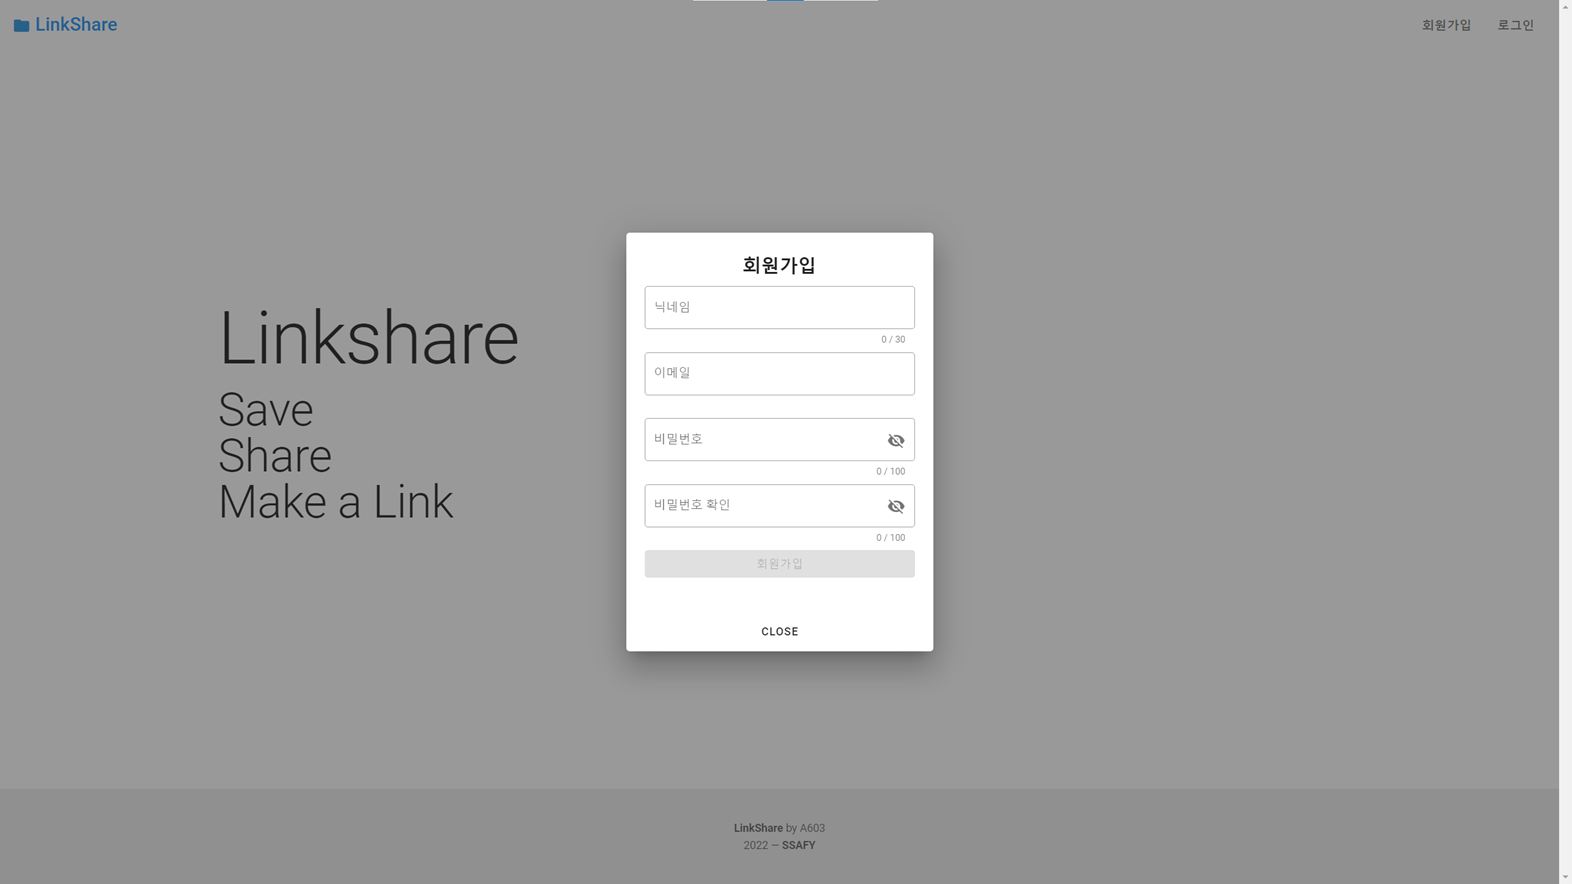 LinkShare
회원가입 로그인
Linkshare
Save
Share
Make a Link
회원가입
닉네임
0 / 30
이메일
비밀번호
0 / 100
비밀번호 확인
0 / 100
회원가입
CLOSE
LinkShare by A603
2022 — SSAFY